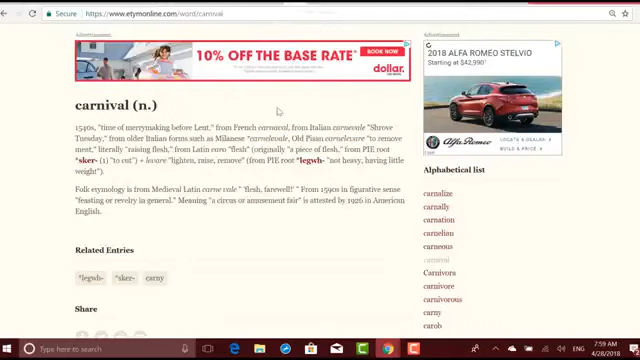 Secure
https://www.etymonline.com/word/carnival
Advertisement
10% OFF THE BASE RATE*
BOOK NOW
dollar.
Advertisement
2018 ALFA ROMEO STELVIO
Starting at $42,990
Alfa Romeo
LOCATE A DEALER
BUILD & PRICE
carnival (n.)
1540s, "time of merrymaking before Lent," from French carnaval, from Italian carnevale "Shrove
Tuesday," from older Italian forms such as Milanese *carnelevale, Old Pisan carnelevare "to remove
meat," literally "raising flesh," from Latin caro "flesh" (originally "a piece of flesh," from PIE root
*sker- (1) "to cut") + levare "lighten, raise, remove" (from PIE root *legwh- "not heavy, having little
weight").
Folk etymology is from Medieval Latin carne vale " 'flesh, farewell!' " From 1590s in figurative sense
"feasting or revelry in general." Meaning "a circus or amusement fair" is attested by 1926 in American
English.
Related Entries
*legwh-
*sker-
carny
Share
Alphabetical list
carnalize
carnally
carnation
carnelian
carneous
carnival
Carnivora
carnivore
carnivorous
carny
carob
Type here to search
ENG
7:59 AM
4/28/2018